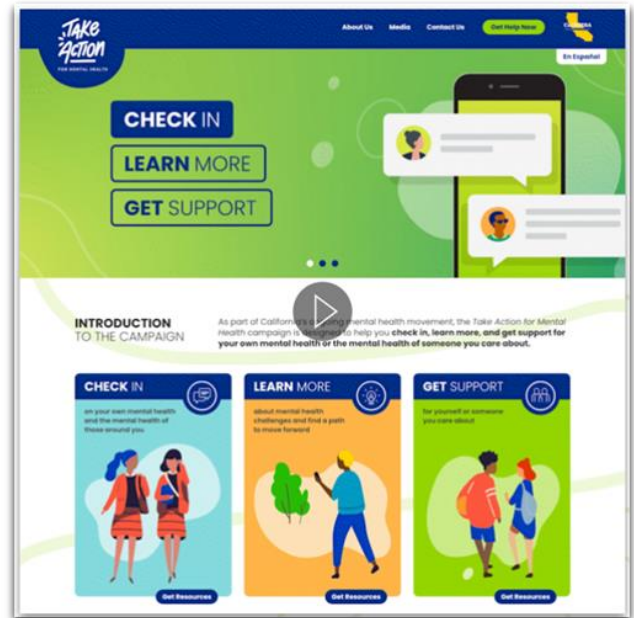 TAKE
ACTION
FOR MENTAL HEALTH
About Us
Media
Contact Us
Get Help Now
En Español
CHECK IN
LEARN MORE
GET SUPPORT
INTRODUCTION
TO THE CAMPAIGN
As part of California's ongoing mental health movement, the Take Action for Mental
Health campaign is designed to help you check in, learn more, and get support for
your own mental health or the mental health of someone you care about.
CHECK IN
on your own mental health
and the mental health of
those around you
Get Resources
LEARN MORE
about mental health
challenges and find a path
to move forward
Get Resources
GET SUPPORT
for yourself or someone
you care about
Get Resources